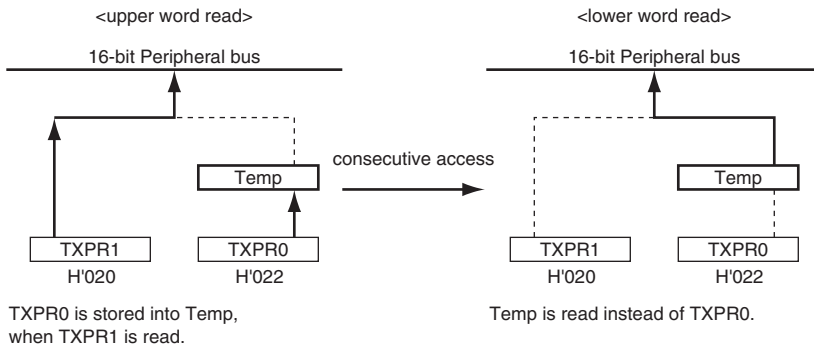 <upper word read>
16-bit Peripheral bus
Temp
TXPR1
TXPR0
H'020
H'022
TXPR0 is stored into Temp,
when TXPR1 is read.
consecutive access
<lower word read>
16-bit Peripheral bus
Temp
TXPR1
TXPR0
H'020
H'022
Temp is read instead of TXPR0.